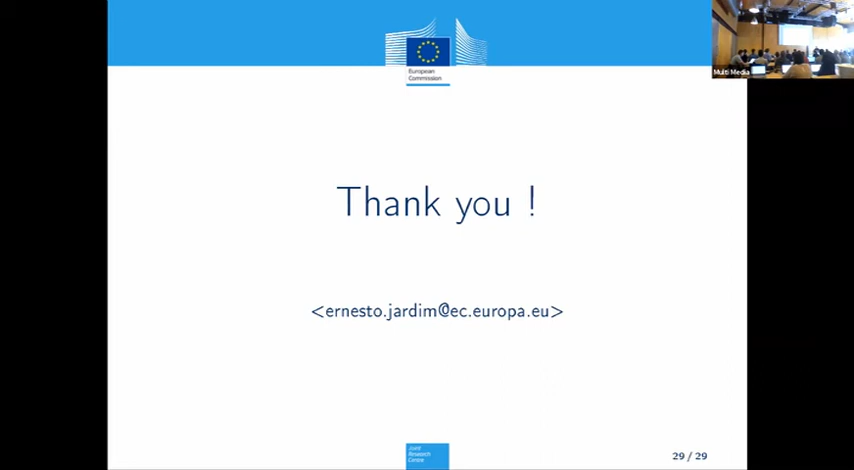 European
Commission
Multi Media
Thank you !
<ernesto.jardim@ec.europa.eu>
Joint
Research
Centre
29 / 29